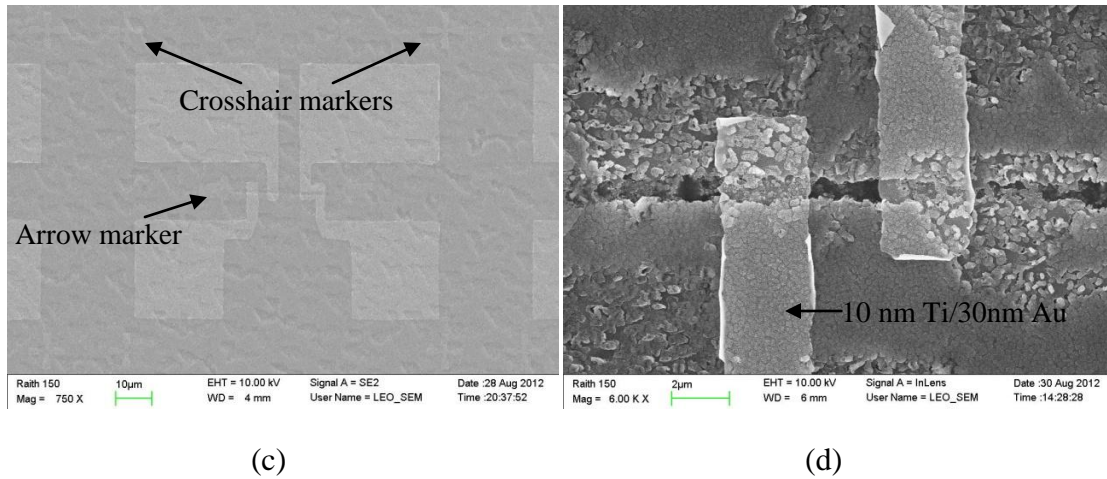 Crosshair markers
Arrow marker
Raith 150
Mag = 750 X
10µm
EHT = 10.00 kV
WD = 4 mm
Signal A = SE2
User Name = LEO_SEM
Date :28 Aug 2012
Time :20:37:52
10 nm Ti/30nm Au
Raith 150
Mag = 6.00 K X
2µm
EHT = 10.00 kV
WD = 6 mm
Signal A = InLens
User Name = LEO_SEM
Date :30 Aug 2012
Time :14:28:28
(c)
(d)